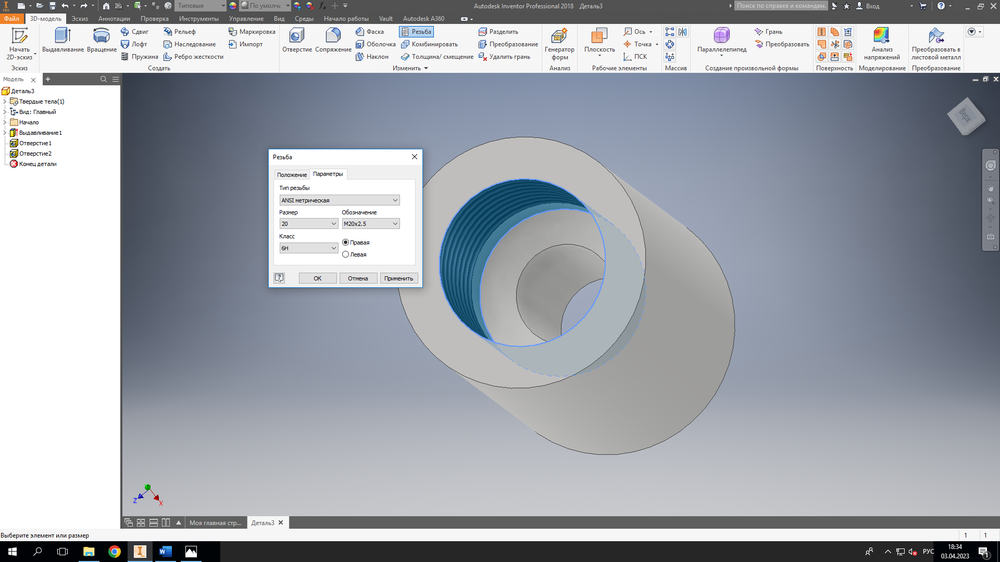 Типовые
По умолча
Autodesk Inventor Professional 2018 Деталь3
Поиск по справке и командам.
Вход
Файл 3D-модель Эскиз Аннотации Проверка Инструменты Управление Вид Среды Начало работы Vault Autodesk A360
Начать 2D-эскиз
Выдавливание
Вращение
Сдвиг
Лофт
Пружина
Рельеф
Наследование
Ребро жесткости
Маркировка
Импорт
Отверстие
Сопряжение
Фаска
Оболочка
Наклон
Резьба
Комбинировать
Толщина/ смещение
Разделить
Преобразование
Удалить грань
Генератор форм
Плоскость
Ось
Точка
ПСК
Параллелепипед
Грань
Преобразовать
Анализ напряжений
Преобразовать в листовой металл
Эскиз
Создать
Изменить
Анализ
Рабочие элементы
Массив
Создание произвольной формы
Поверхность
Моделирование
Преобразование
Модель
Деталь3
Твердые тела(1)
Вид: Главный
Начало
Выдавливание1
Отверстие1
Отверстие2
Конец детали
Верх
Резьба
Положение Параметры
Тип резьбы
ANSI метрическая
Размер Обозначение
20 M20x2.5
Класс
6H
Правая
Левая
OK Отмена Применить
Z
X
Моя главная стр...
Деталь3
Выберите элемент или размер
1 1
РУС
18:34
03.04.2023
1